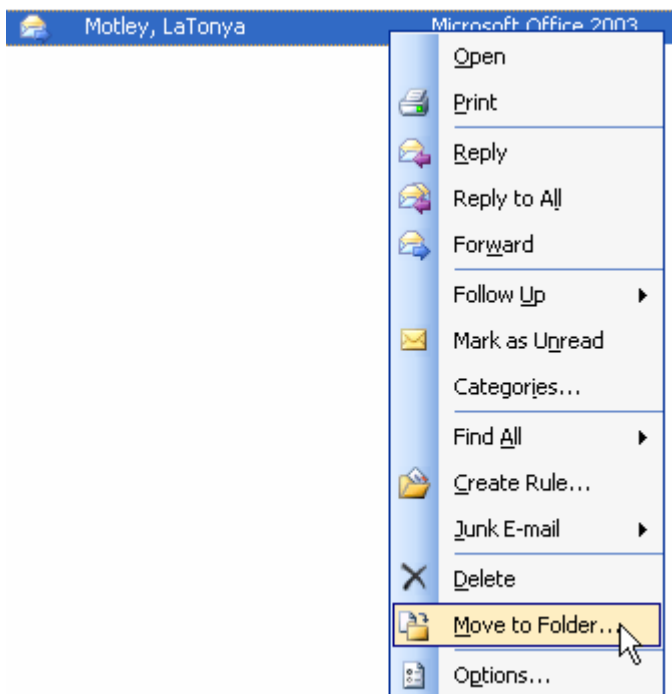 Motley, LaTonya Microsoft Office 2003
Open
Print
Reply
Reply to All
Forward
Follow Up
Mark as Unread
Categories...
Find All
Create Rule...
Junk E-mail
Delete
Move to Folder...
Options...